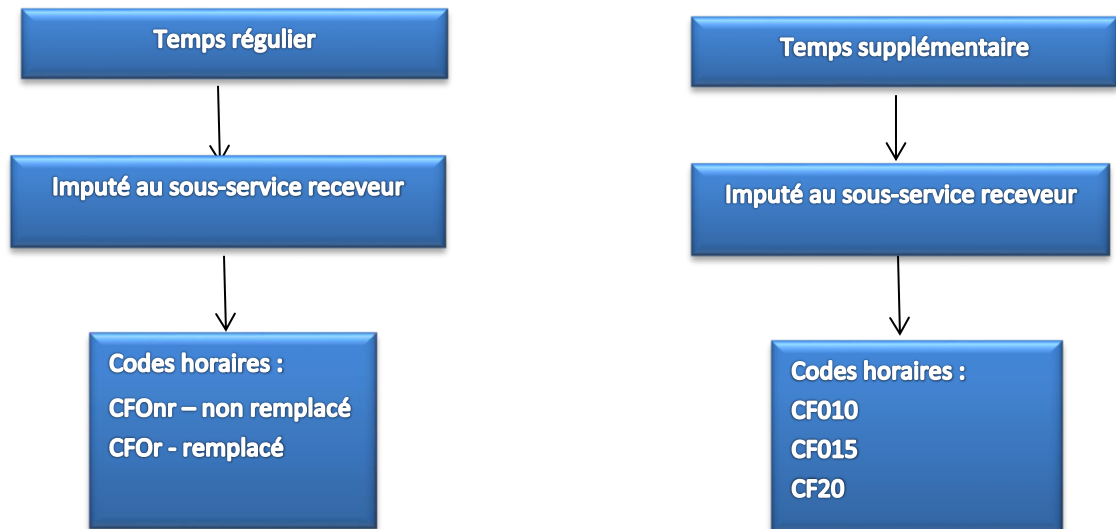 Temps régulier
Imputé au sous-service receveur
Codes horaires :
CFOnr – non remplacé
CFOr - remplacé
Temps supplémentaire
Imputé au sous-service receveur
Codes horaires :
CF010
CF015
CF20